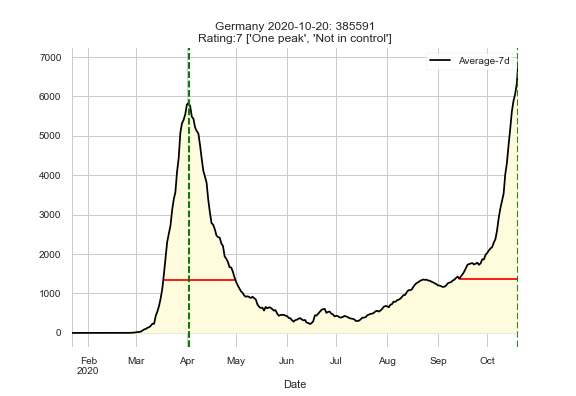 Germany 2020-10-20: 385591
Rating:7 ['One peak', 'Not in control']
Average-7d
7000
6000
5000
4000
3000
2000
1000
0
Feb Mar Apr May Jun Jul Aug Sep Oct
2020
Date